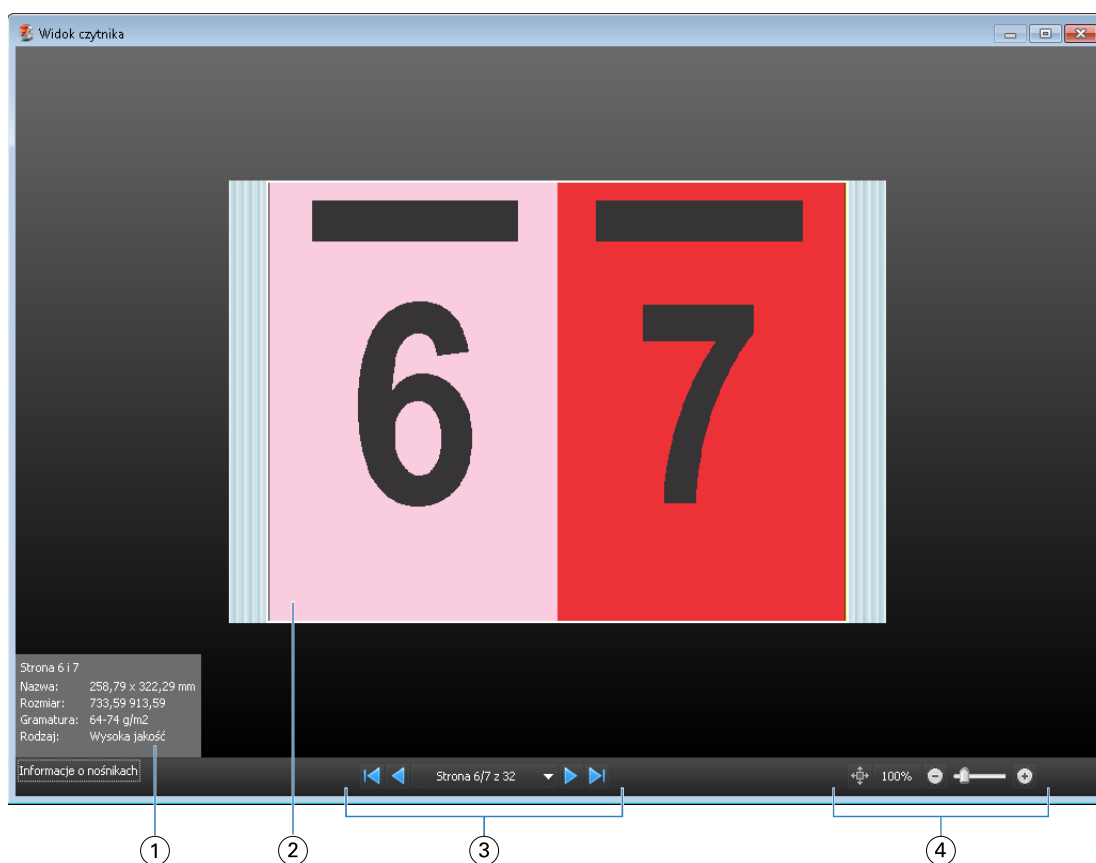 Widok czytnika
6 7
Strona 6 i 7
Nazwa: 258,79 x 322,29 mm
Rozmiar: 733,59 913,59
Gramatura: 64-74 g/m2
Rodzaj: Wysoka jakość
Informacje o nośnikach
Strona 6/7 z 32
100%
1 2 3 4